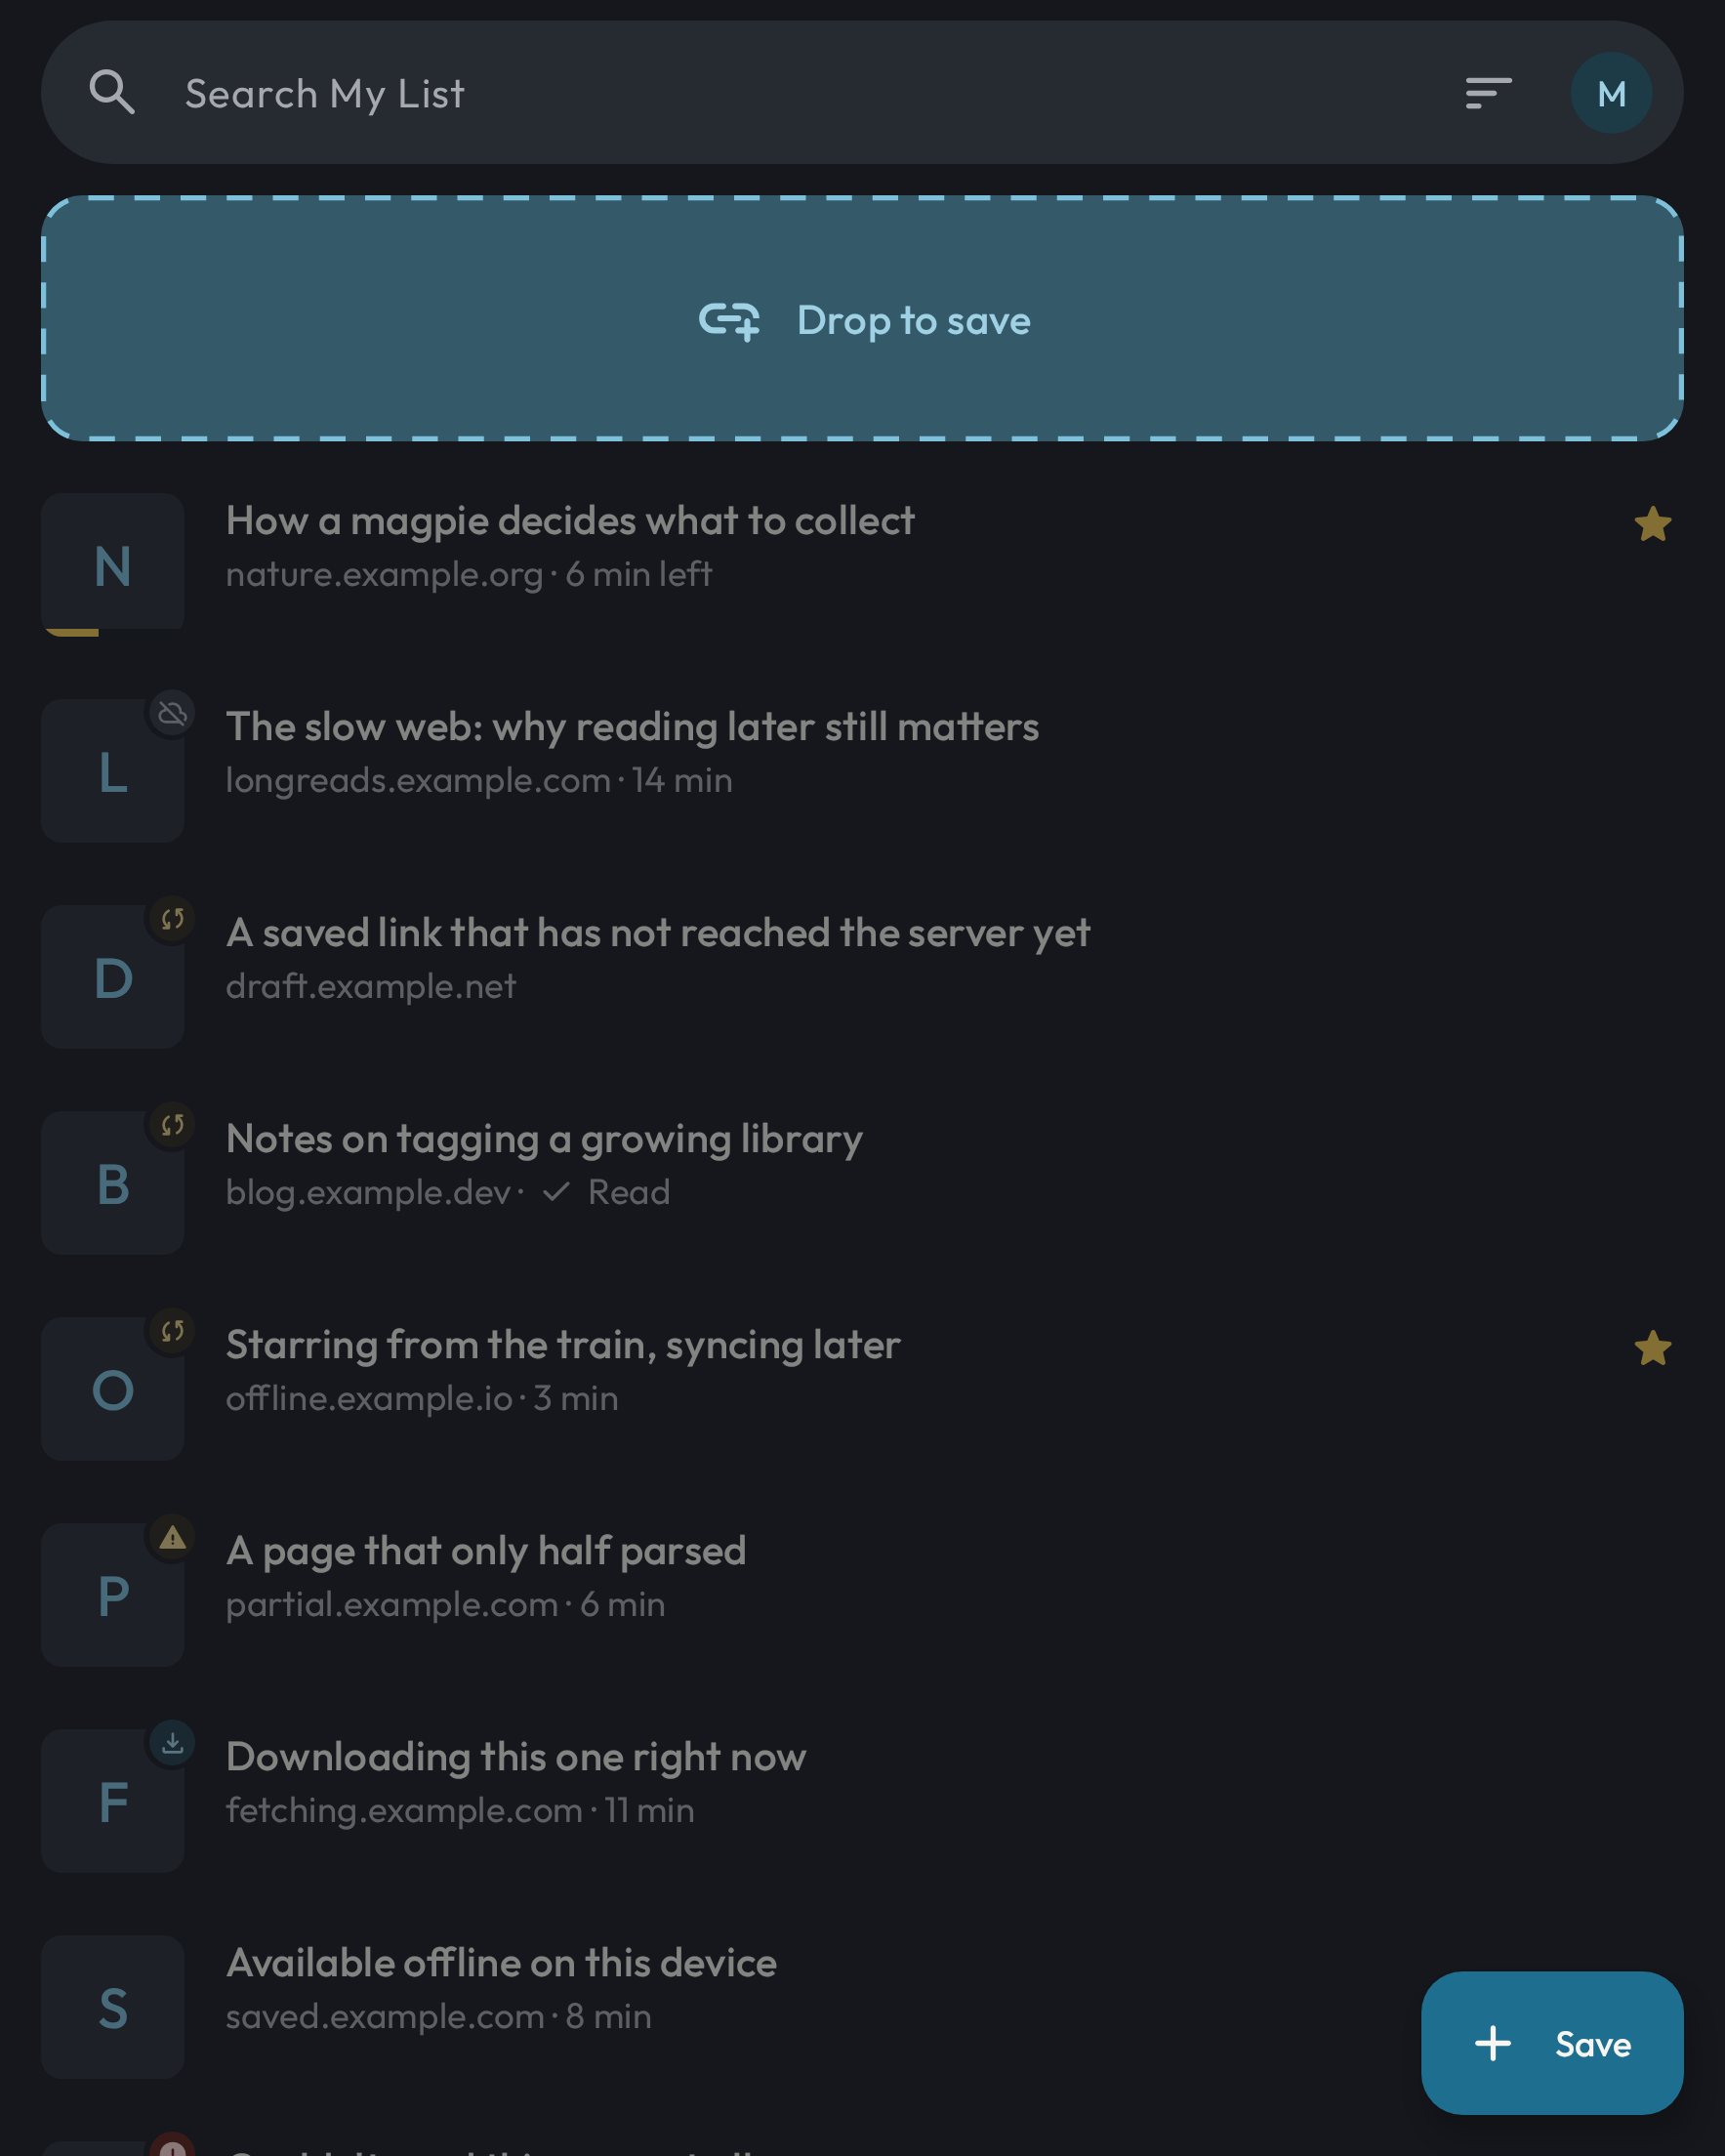 Search My List
M
Drop to save
N
How a magpie decides what to collect
nature.example.org · 6 min left
L
The slow web: why reading later still matters
longreads.example.com · 14 min
D
A saved link that has not reached the server yet
draft.example.net
B
Notes on tagging a growing library
blog.example.dev · ✓ Read
O
Starring from the train, syncing later
offline.example.io · 3 min
P
A page that only half parsed
partial.example.com · 6 min
F
Downloading this one right now
fetching.example.com · 11 min
S
Available offline on this device
saved.example.com · 8 min
Save